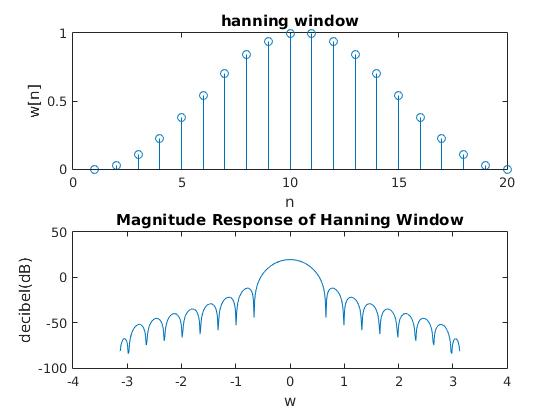 hanning window
1
0.5
0
w[n]
0 5 10 15 20
n
Magnitude Response of Hanning Window
50
0
-50
-100
decibel(dB)
-4 -3 -2 -1 0 1 2 3 4
w